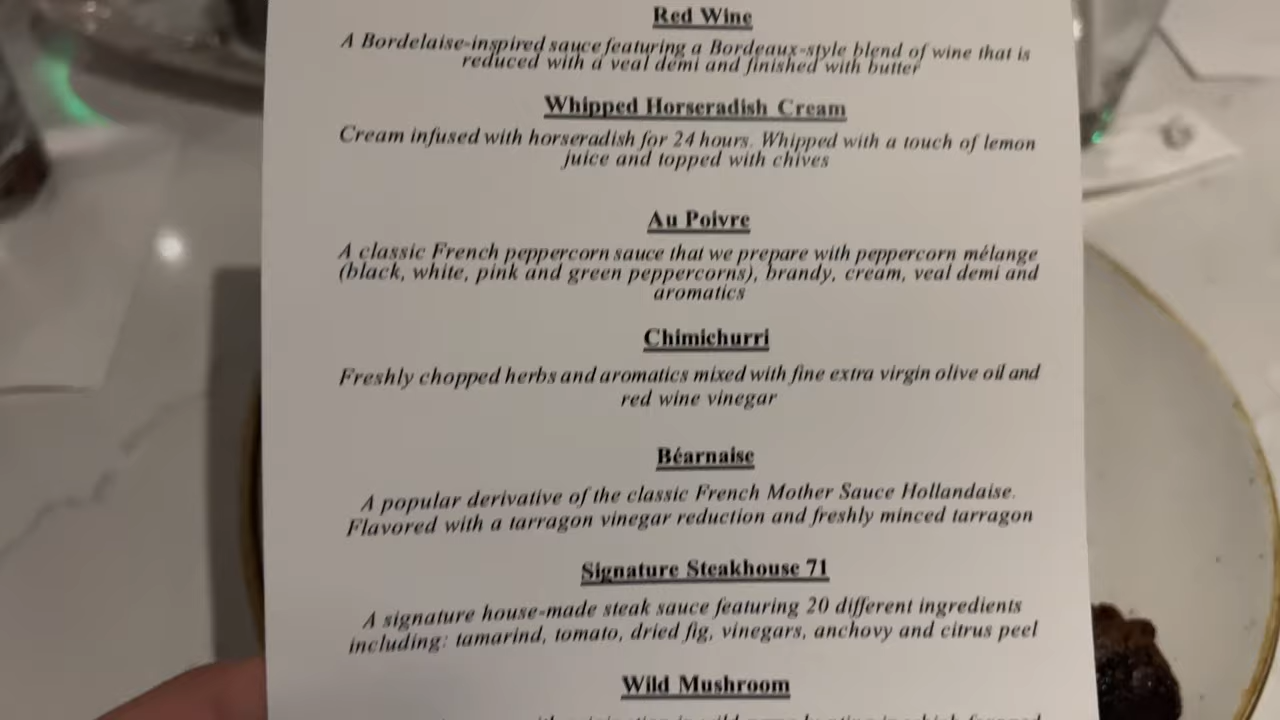 Red Wine
A Bordelaise-inspired sauce featuring a Bordeaux-style blend of wine that is
reduced with a veal demi and finished with butter
Whipped Horseradish Cream
Cream infused with horseradish for 24 hours. Whipped with a touch of lemon
juice and topped with chives
Au Poivre
A classic French peppercorn sauce that we prepare with peppercorn mélange
(black, white, pink and green peppercorns), brandy, cream, veal demi and
aromatics
Chimichurri
Freshly chopped herbs and aromatics mixed with fine extra virgin olive oil and
red wine vinegar
Béarnaise
A popular derivative of the classic French Mother Sauce Hollandaise.
Flavored with a tarragon vinegar reduction and freshly minced tarragon
Signature Steakhouse 71
A signature house-made steak sauce featuring 20 different ingredients
including: tamarind, tomato, dried fig, vinegars, anchovy and citrus peel
Wild Mushroom